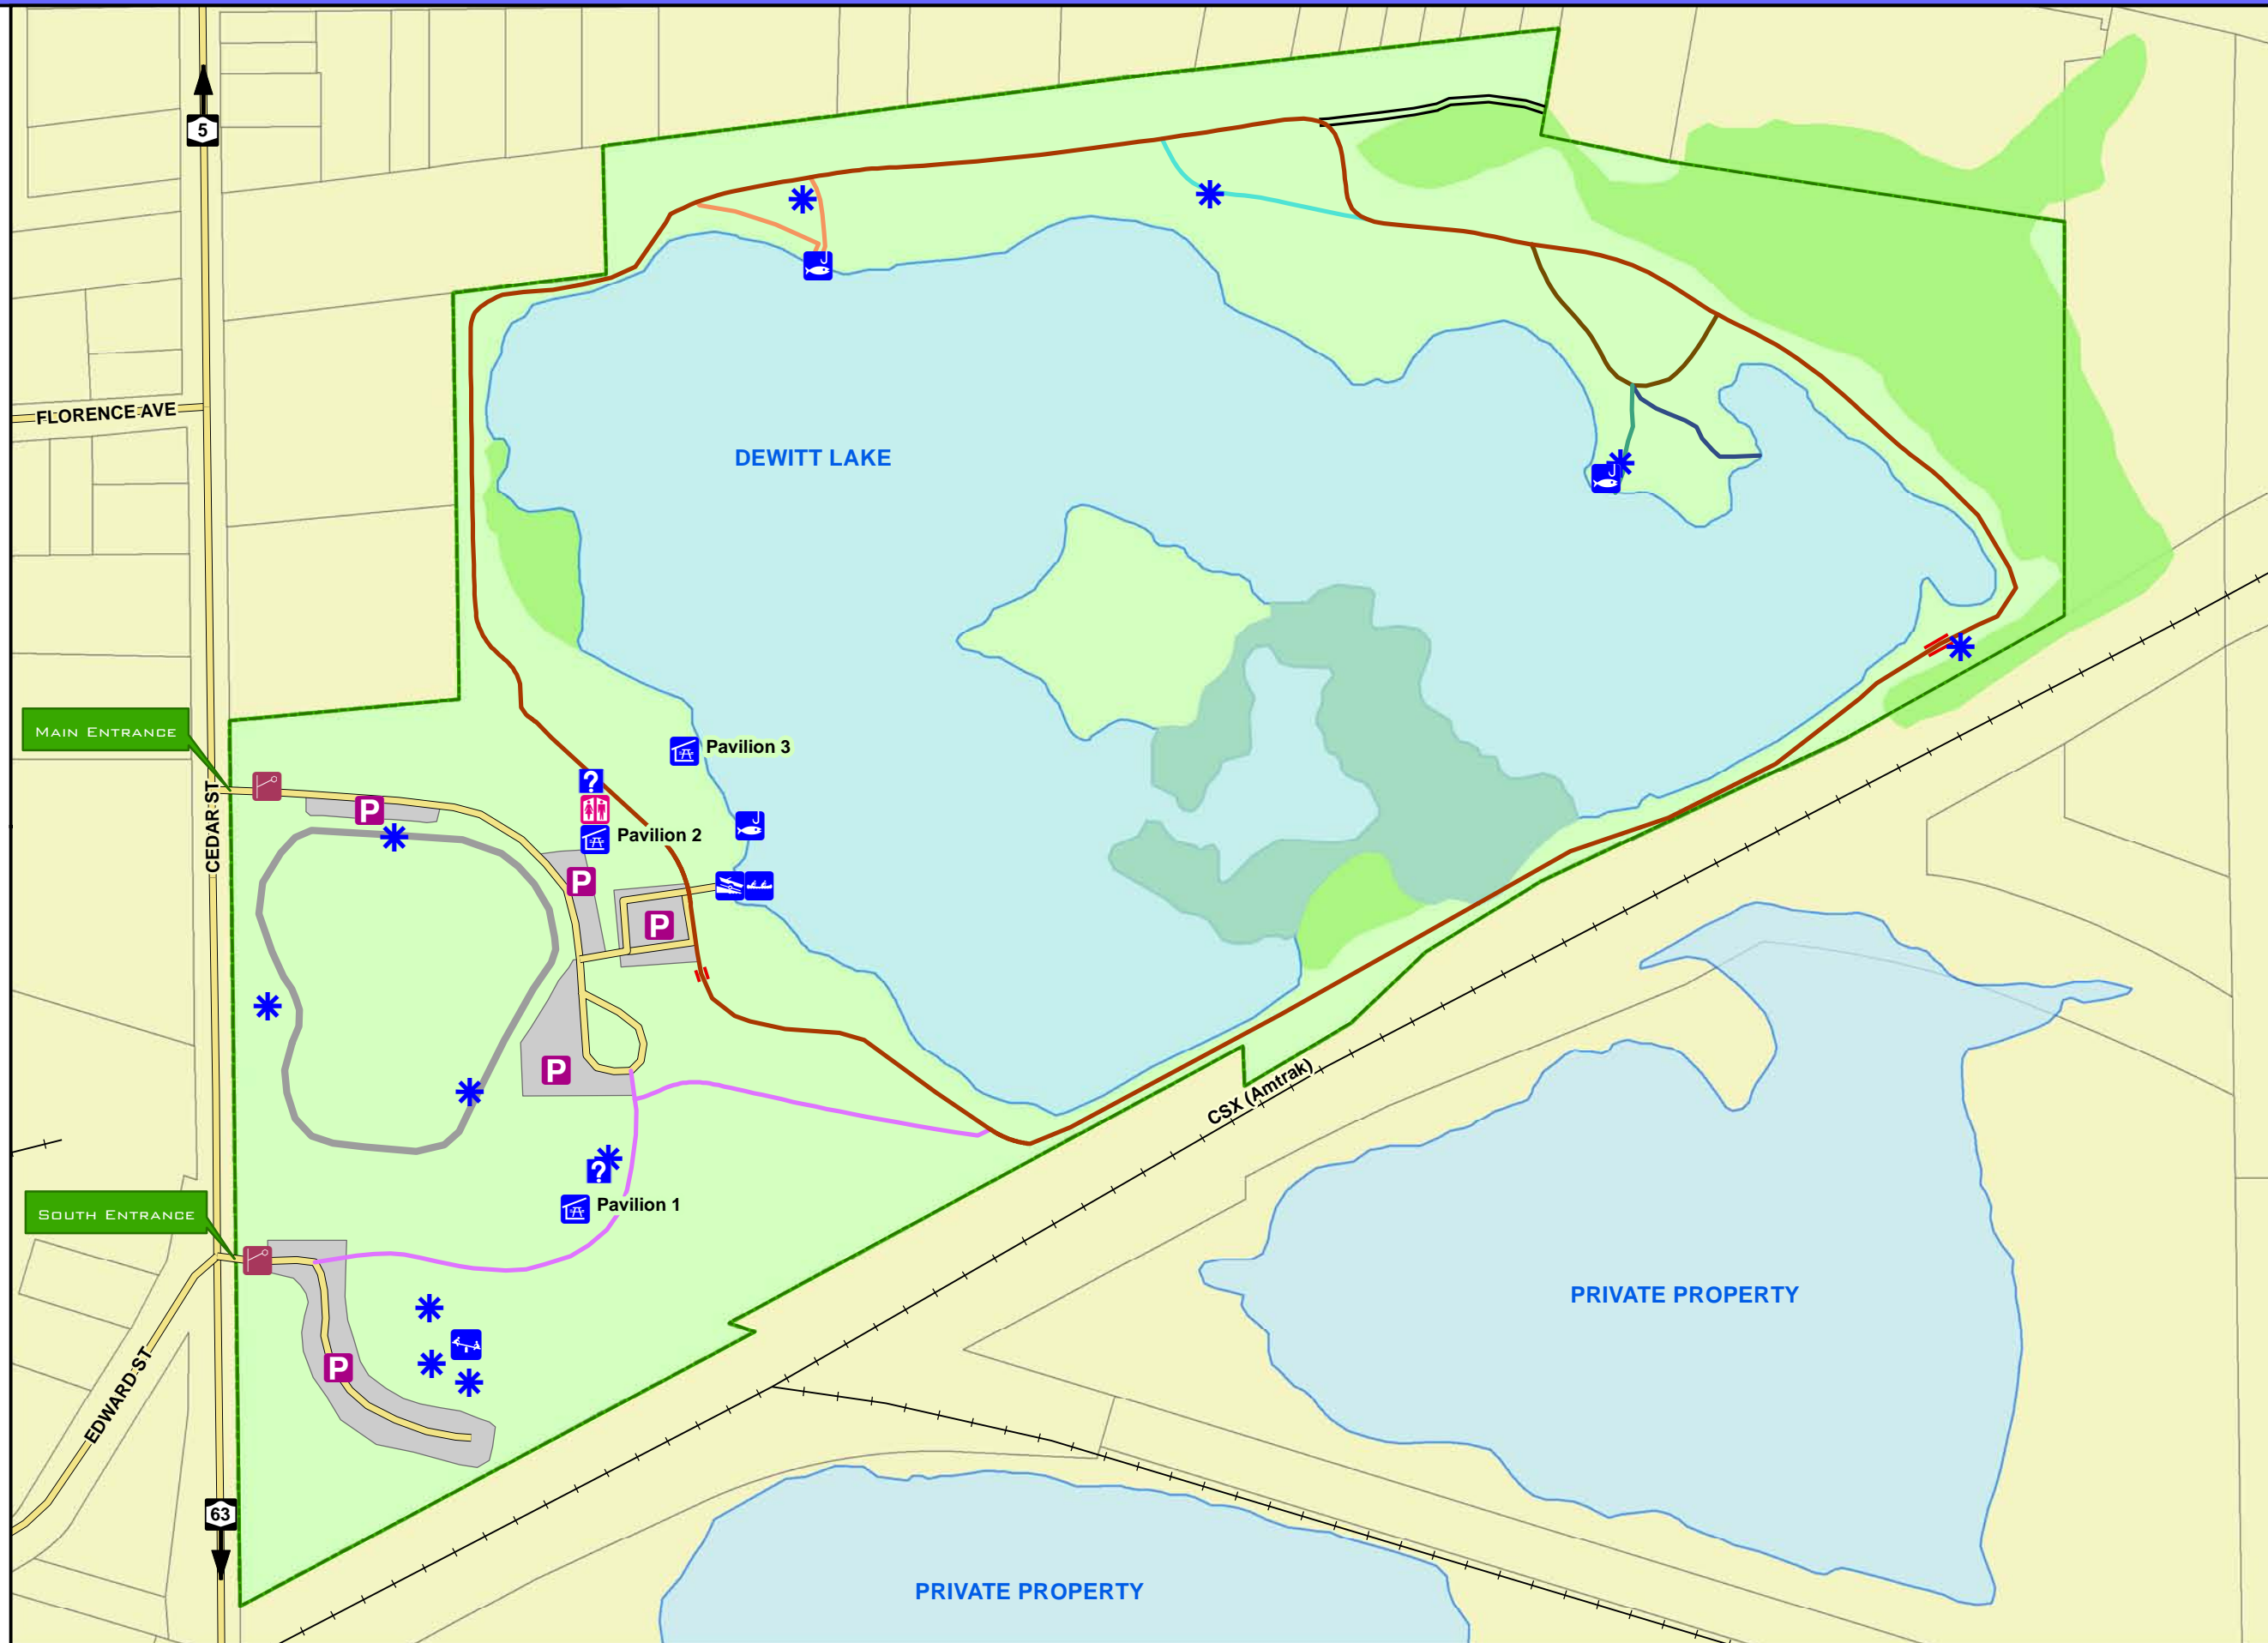 5
FLORENCE AVE
DEWITT LAKE
MAIN ENTRANCE
CEDAR ST
P
?
Pavilion 3
Pavilion 2
P
P
P
CSX (Amtrak)
?
Pavilion 1
SOUTH ENTRANCE
P
EDWARD ST
PRIVATE PROPERTY
63
PRIVATE PROPERTY